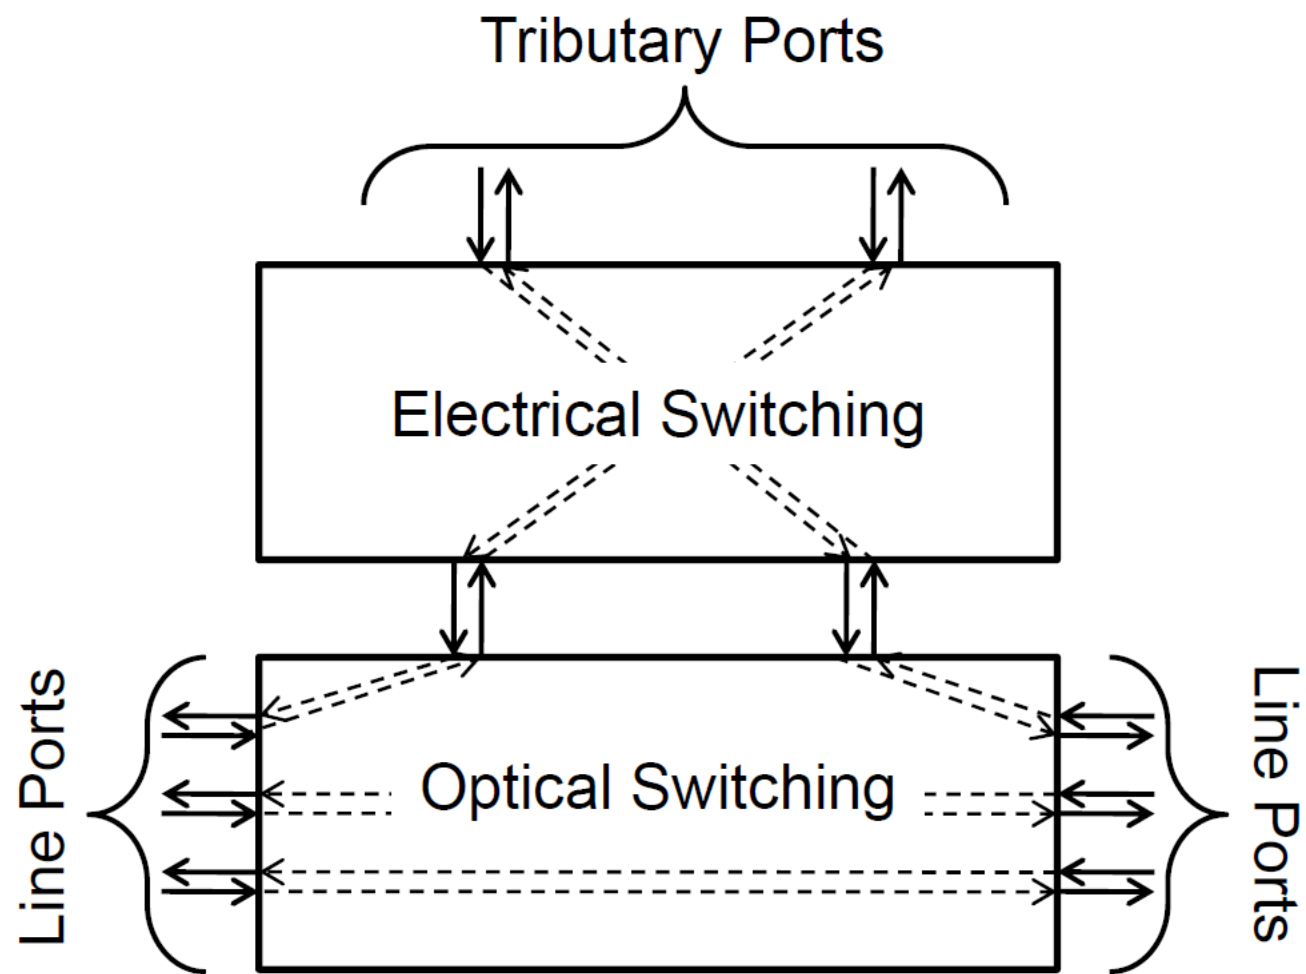 Tributary Ports
Electrical Switching
Line Ports
Optical Switching
Line Ports